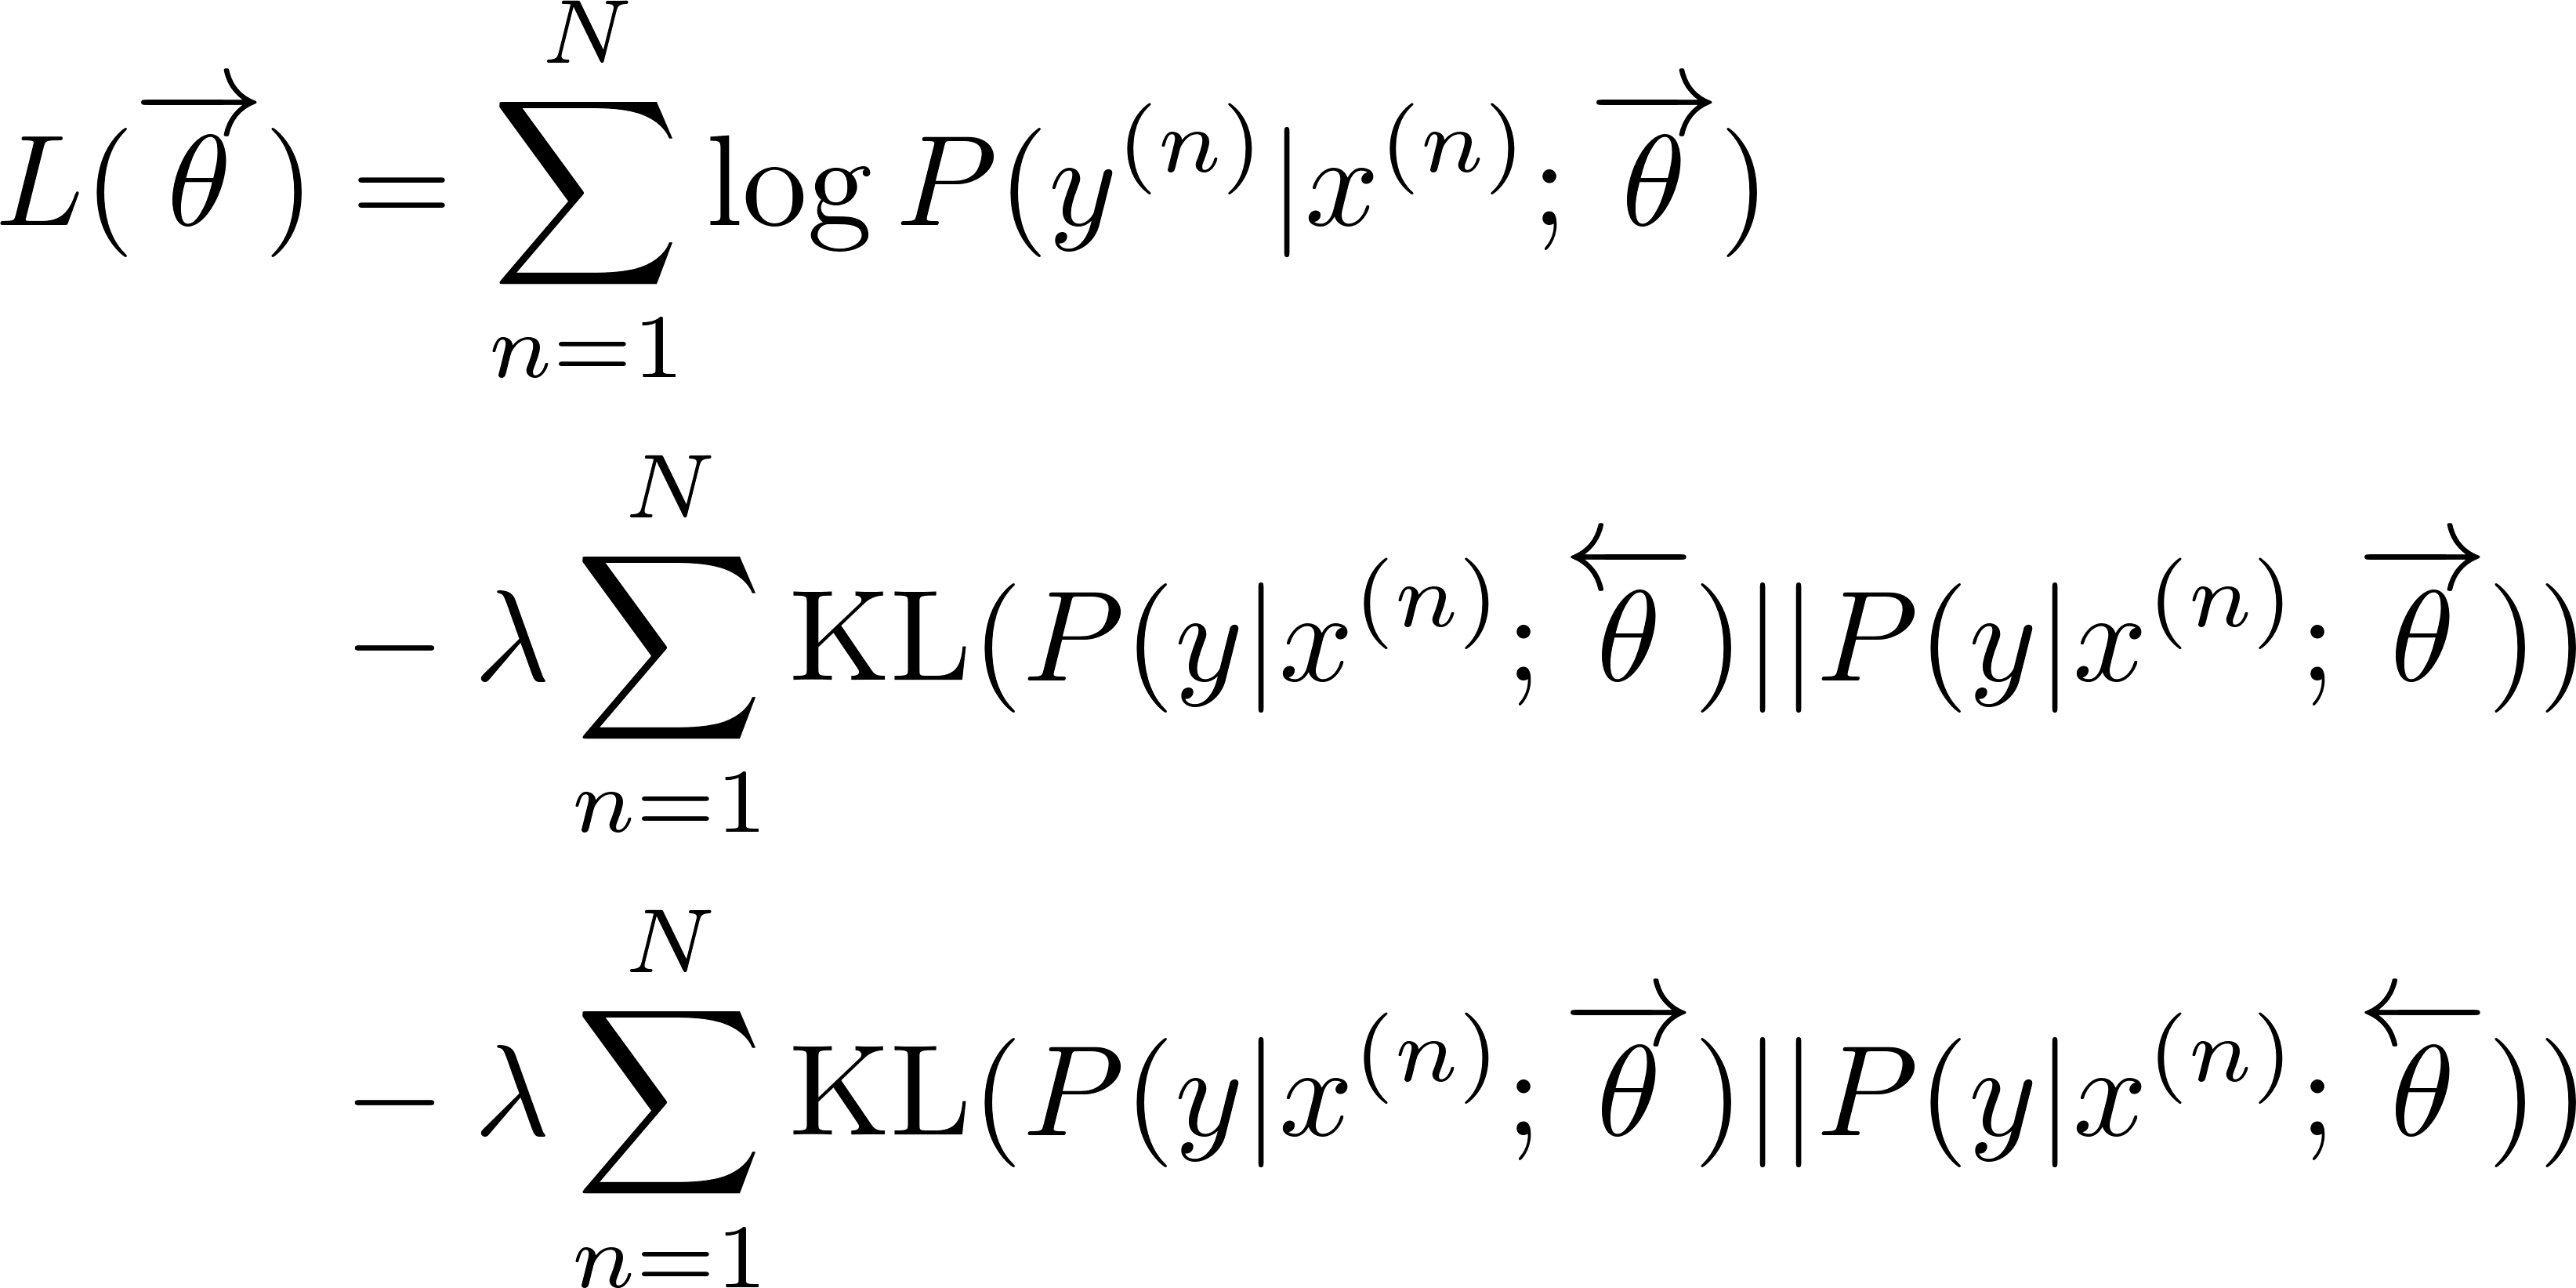 L(\overrightarrow{\theta}) = \sum_{n=1}^{N} \log P(y^{(n)}|x^{(n)}; \overrightarrow{\theta})
- \lambda \sum_{n=1}^{N} \mathrm{KL}(P(y|x^{(n)}; \overleftarrow{\theta})||P(y|x^{(n)}; \overrightarrow{\theta}))
- \lambda \sum_{n=1}^{N} \mathrm{KL}(P(y|x^{(n)}; \overrightarrow{\theta})||P(y|x^{(n)}; \overleftarrow{\theta}))